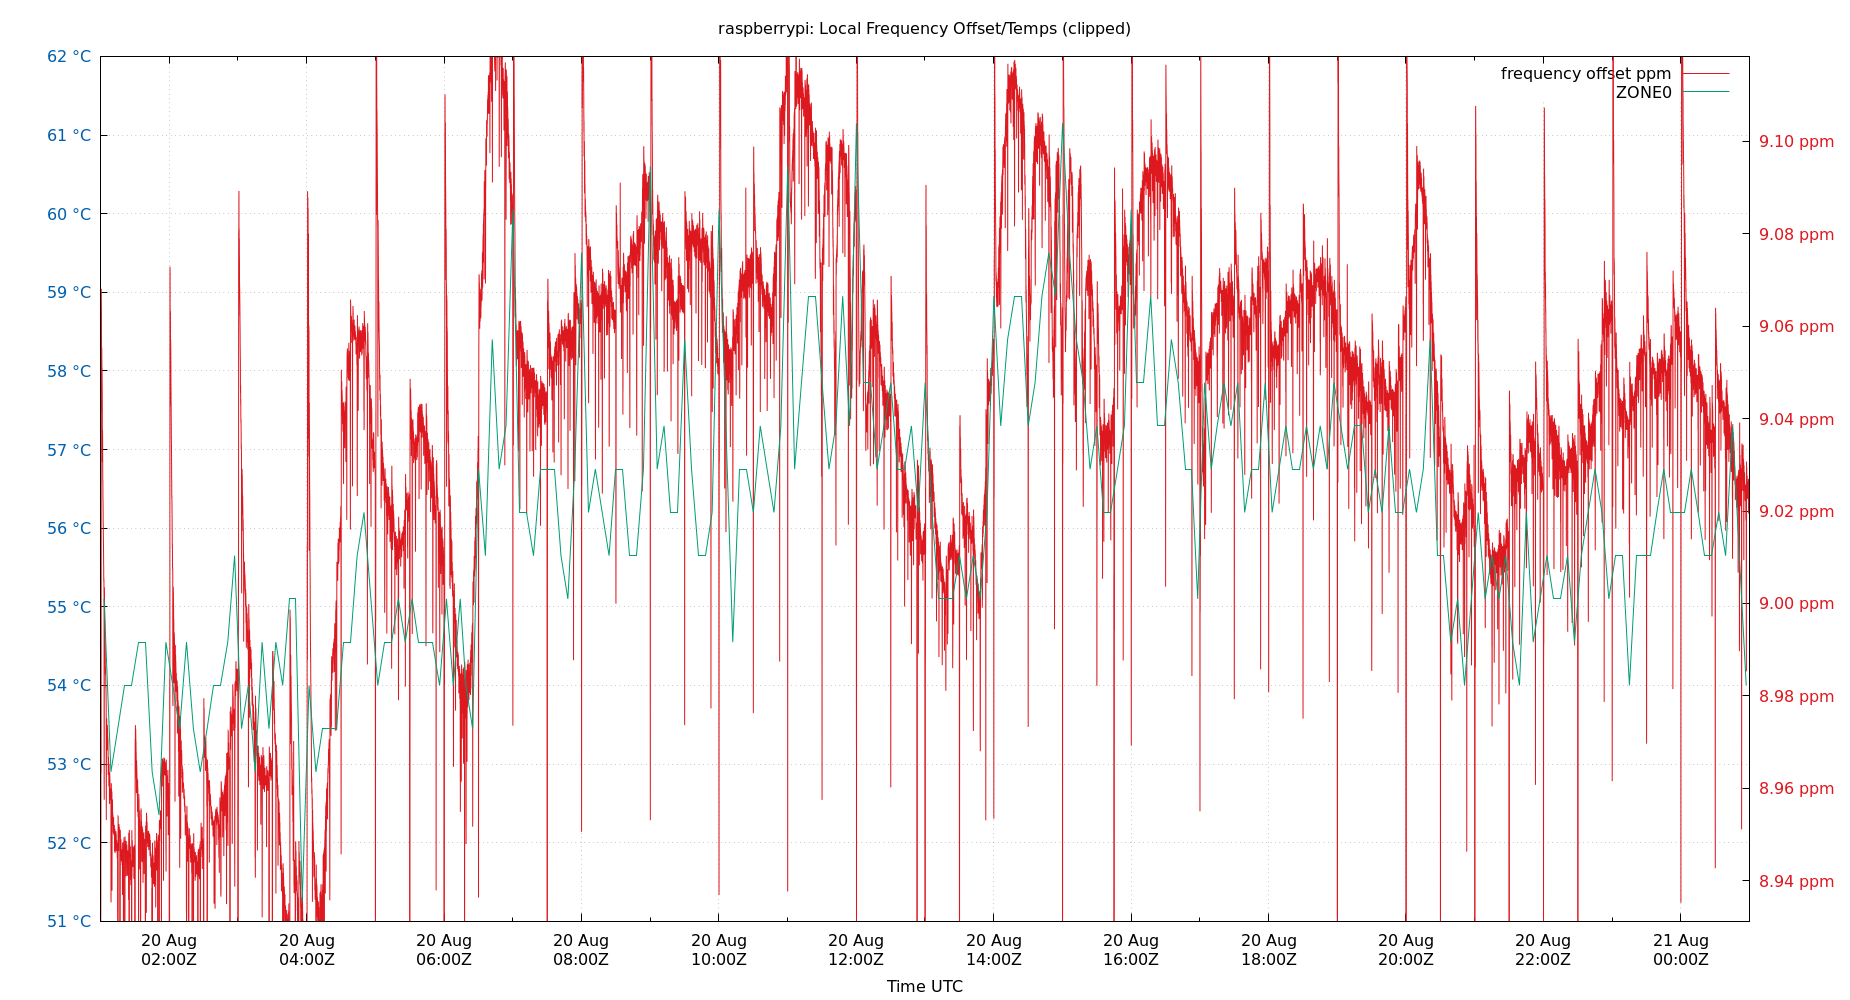 raspberrypi: Local Frequency Offset/Temps (clipped)
frequency offset ppm
ZONE0
62 °C
61 °C
60 °C
59 °C
58 °C
57 °C
56 °C
55 °C
54 °C
53 °C
52 °C
51 °C
9.10 ppm
9.08 ppm
9.06 ppm
9.04 ppm
9.02 ppm
9.00 ppm
8.98 ppm
8.96 ppm
8.94 ppm
20 Aug 20 Aug 20 Aug 20 Aug 20 Aug 20 Aug 20 Aug 20 Aug 20 Aug 20 Aug 20 Aug 21 Aug
02:00Z 04:00Z 06:00Z 08:00Z 10:00Z 12:00Z 14:00Z 16:00Z 18:00Z 20:00Z 22:00Z 00:00Z
Time UTC